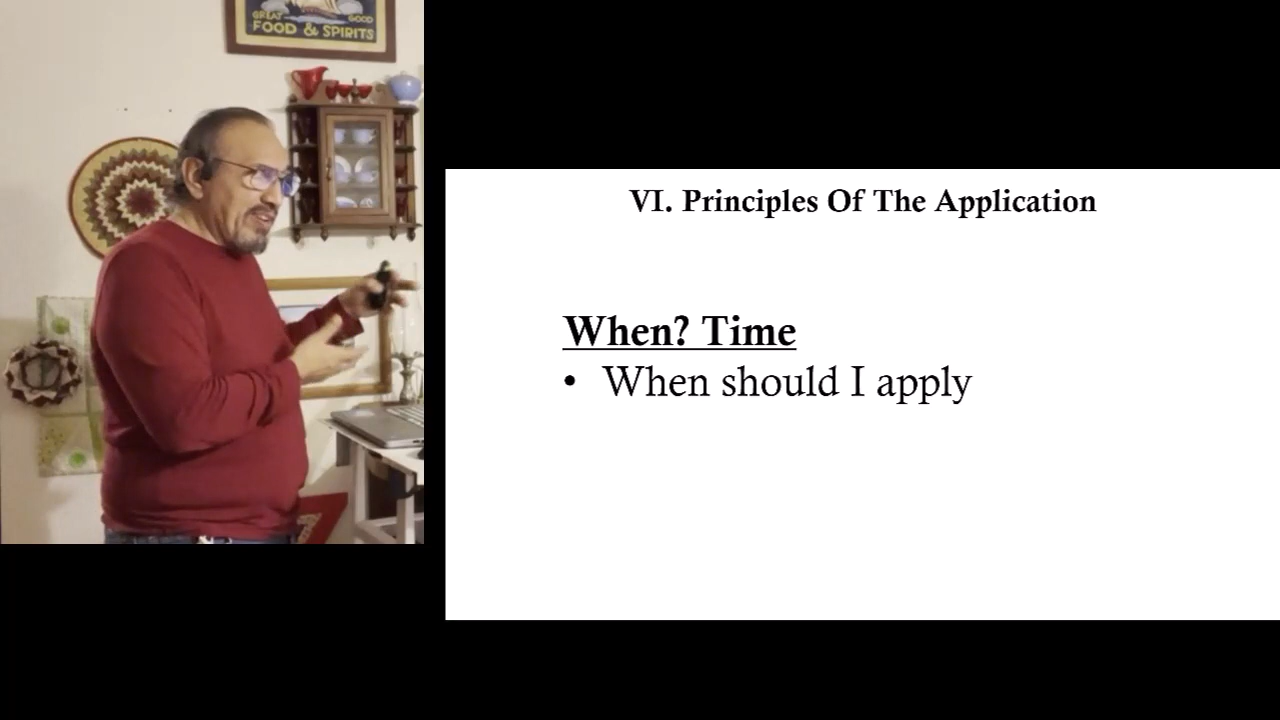 GREAT GOOD
FOOD & SPIRITS
VI. Principles Of The Application
When? Time
• When should I apply